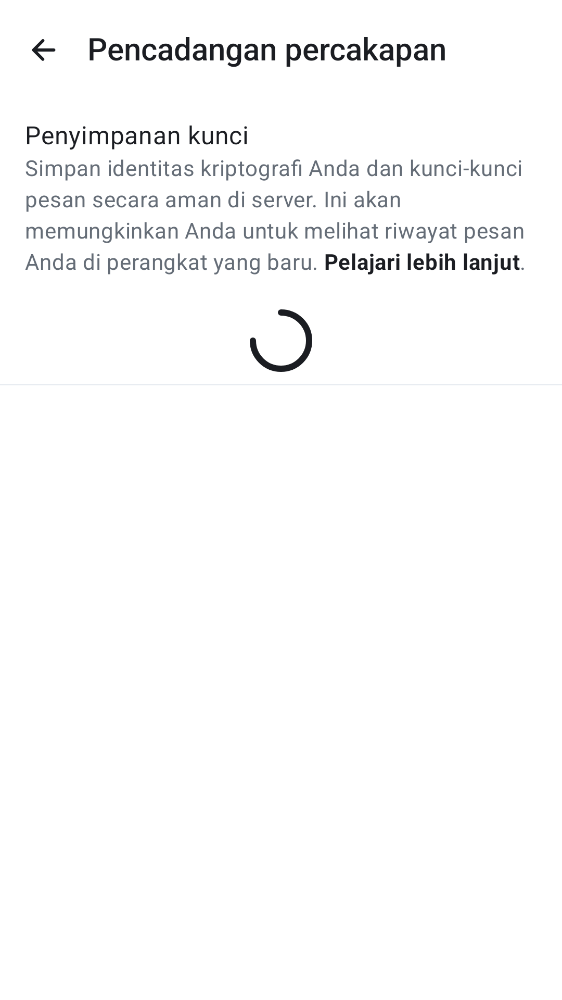 Pencadangan percakapan
Penyimpanan kunci
Simpan identitas kriptografi Anda dan kunci-kunci
pesan secara aman di server. Ini akan
memungkinkan Anda untuk melihat riwayat pesan
Anda di perangkat yang baru. Pelajari lebih lanjut.